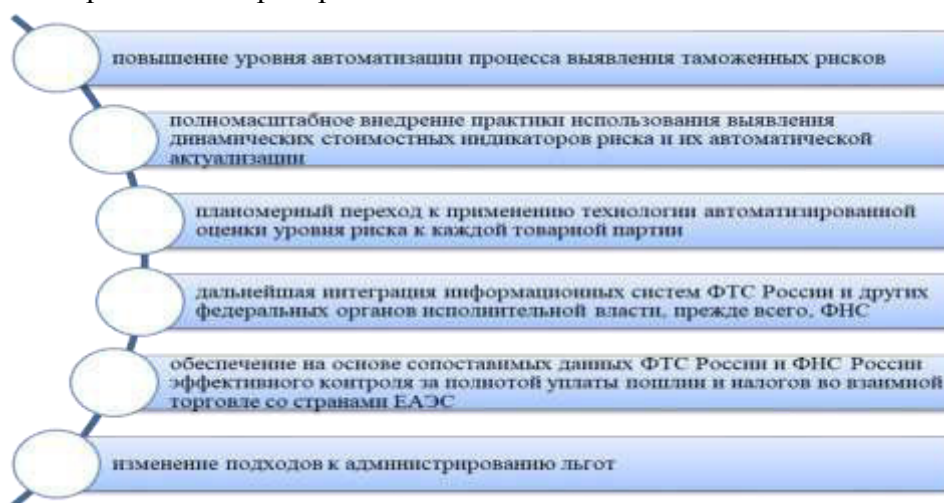 повышение уровня автоматизации процесса выявления таможенных рисков
полномасштабное внедрение практики использования выявления
динамических стоимостных индикаторов риска и их автоматической
актуализации
планомерный переход к применению технологии автоматизированной
оценки уровня риска к каждой товарной партии
дальнейшая интеграция информационных систем ФТС России и других
федеральных органов исполнительной власти, прежде всего, ФНС
обеспечение на основе сопоставимых данных ФТС России и ФНС России
эффективного контроля за полнотой уплаты пошлин и налогов во взаимной
торговле со странами ЕАЭС
изменение подходов к администрированию льгот